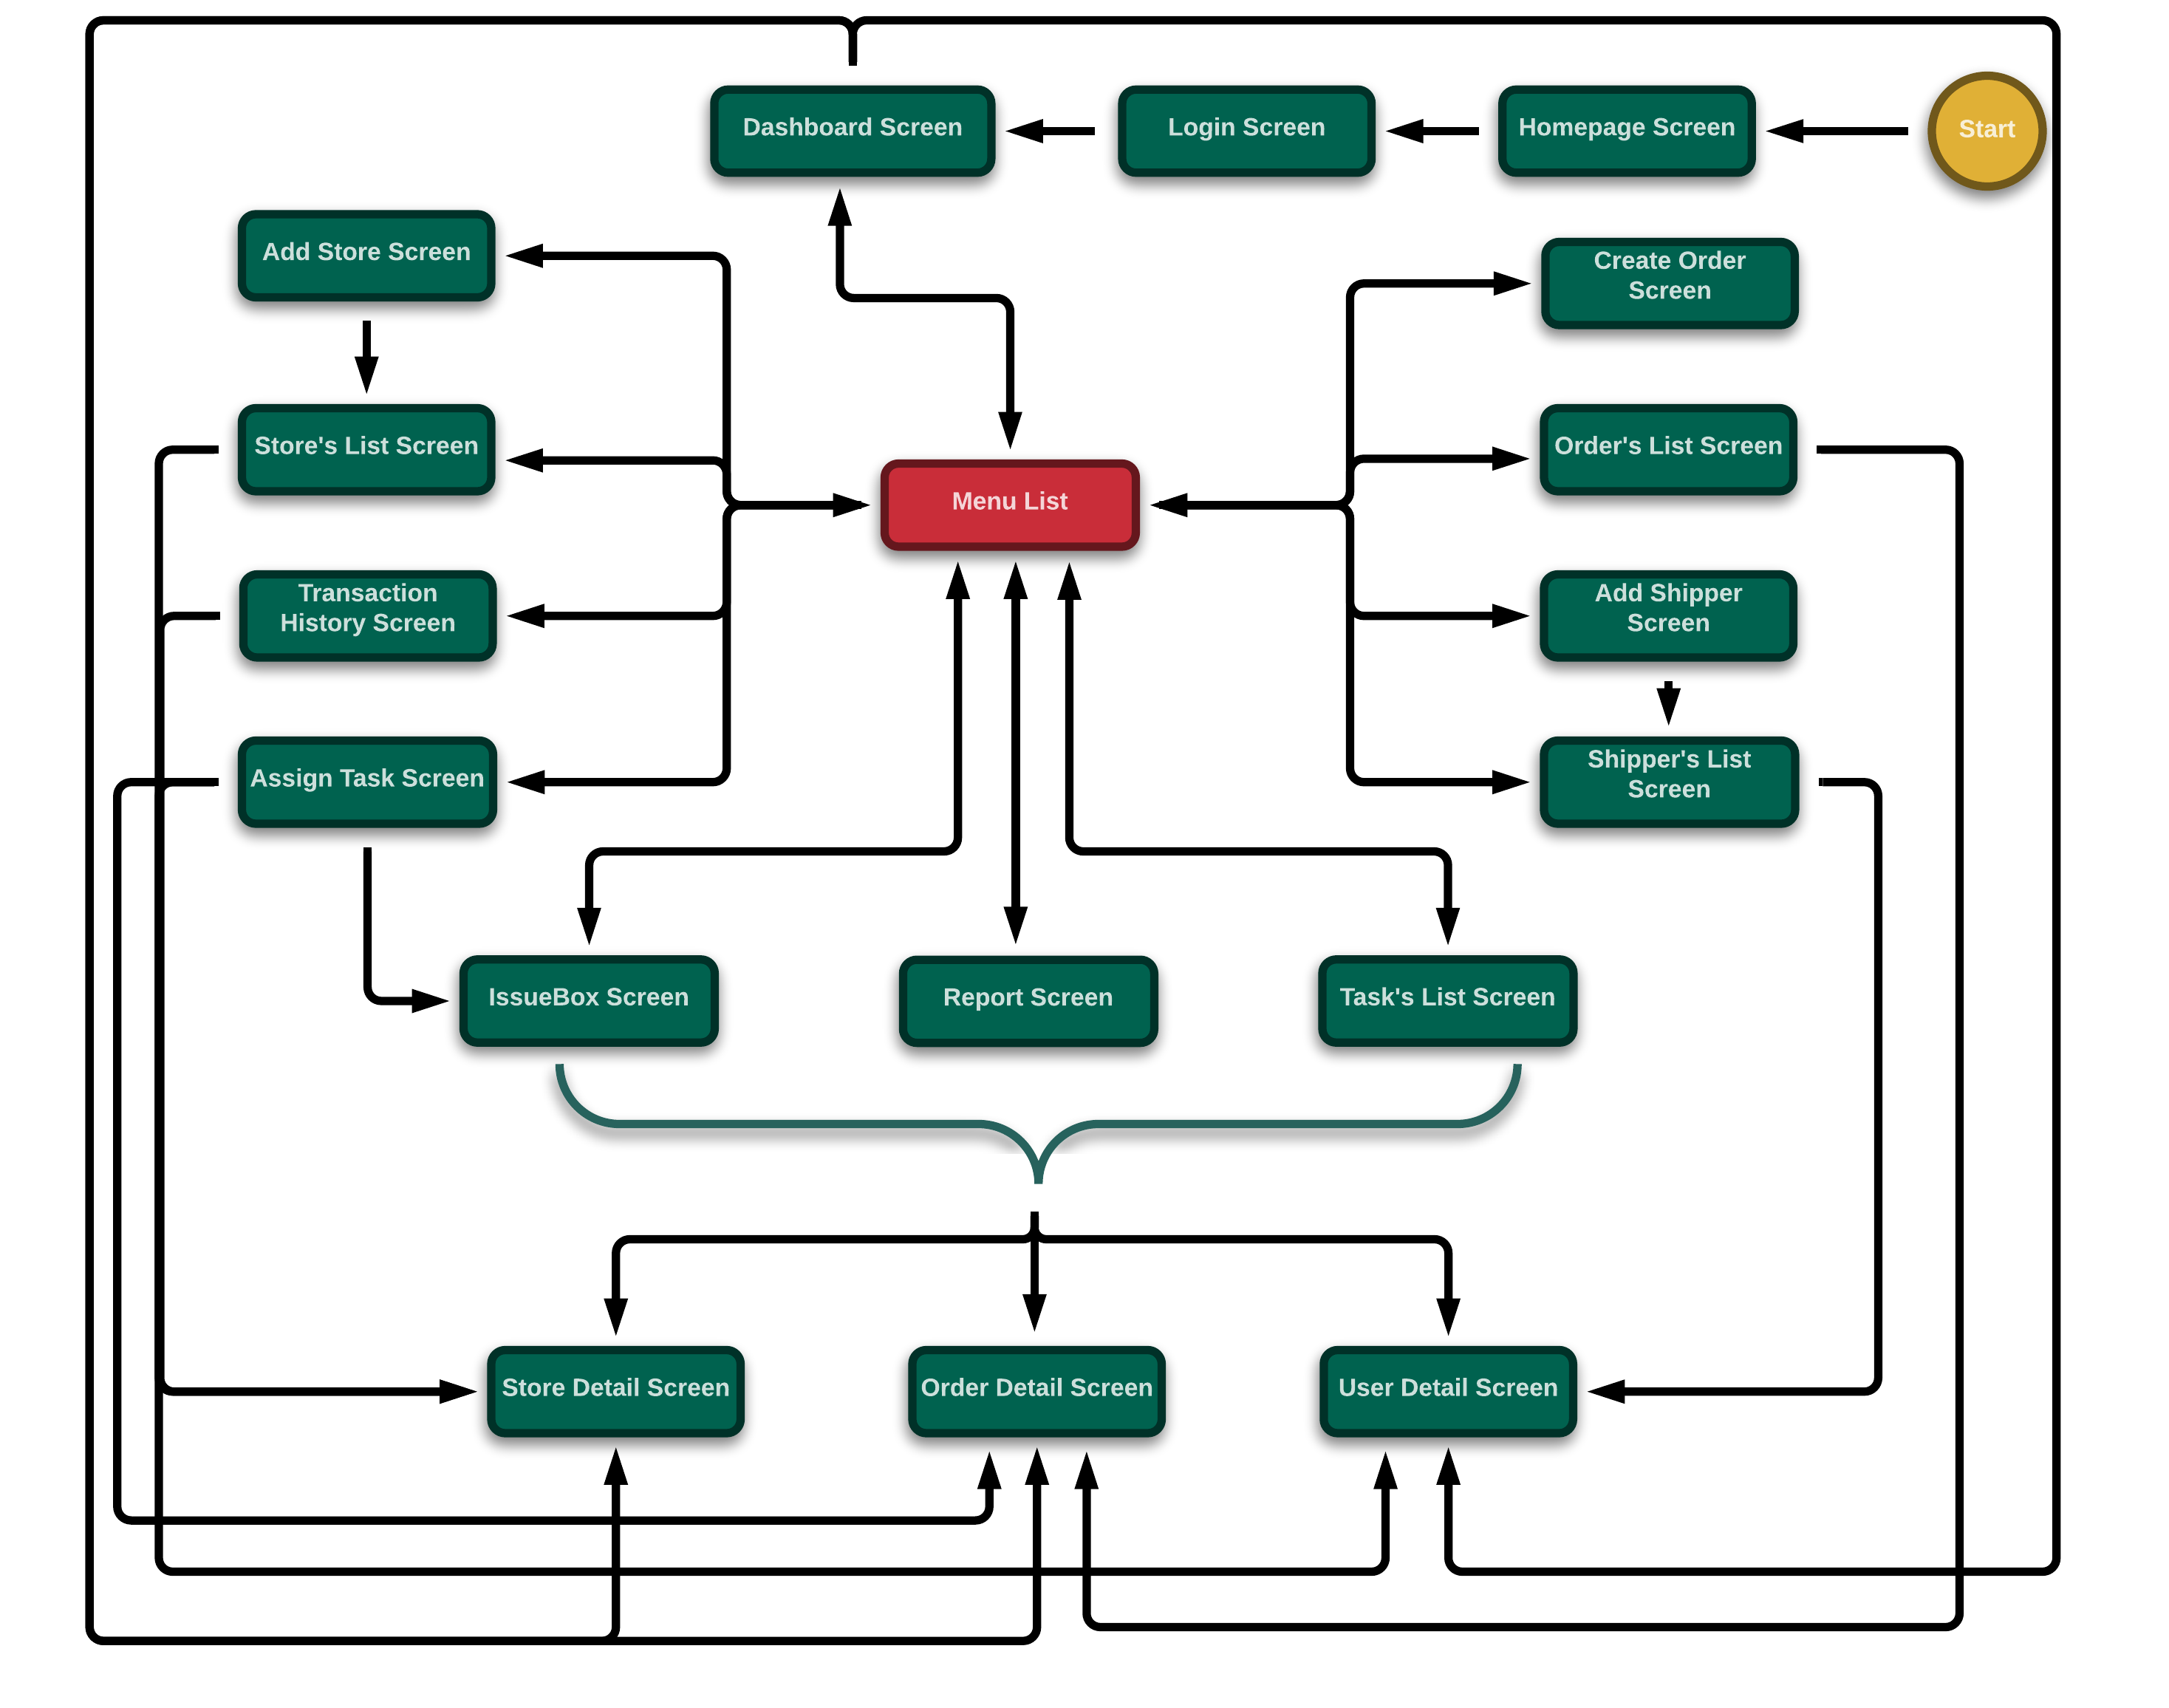 Dashboard Screen
Login Screen
Homepage Screen
Start
Add Store Screen
Create Order
Screen
Store's List Screen
Menu List
Order's List Screen
Transaction
History Screen
Add Shipper
Screen
Assign Task Screen
Shipper's List
Screen
IssueBox Screen
Report Screen
Task's List Screen
Store Detail Screen
Order Detail Screen
User Detail Screen